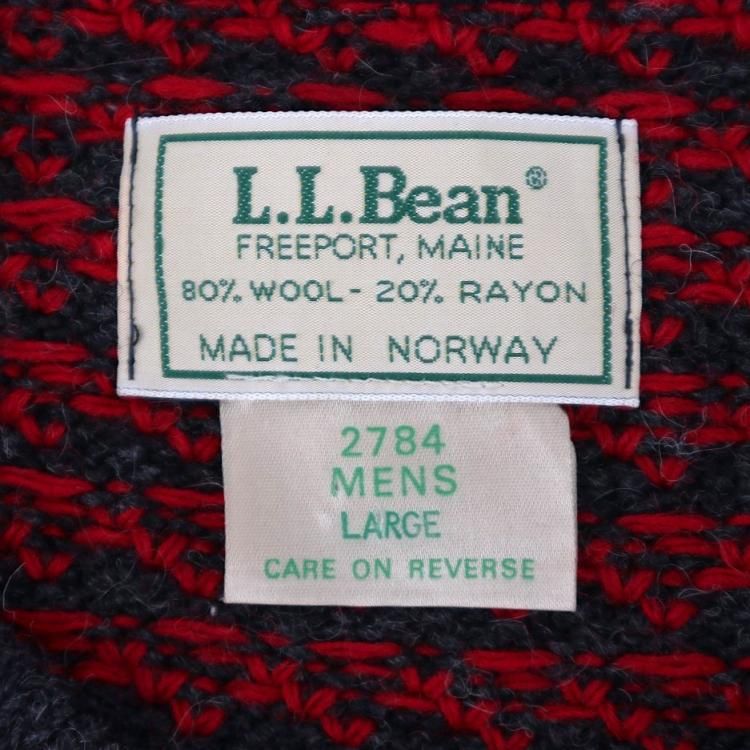 L.L.Bean®
FREEPORT, MAINE
80% WOOL - 20% RAYON
MADE IN NORWAY
2784
MENS
LARGE
CARE ON REVERSE